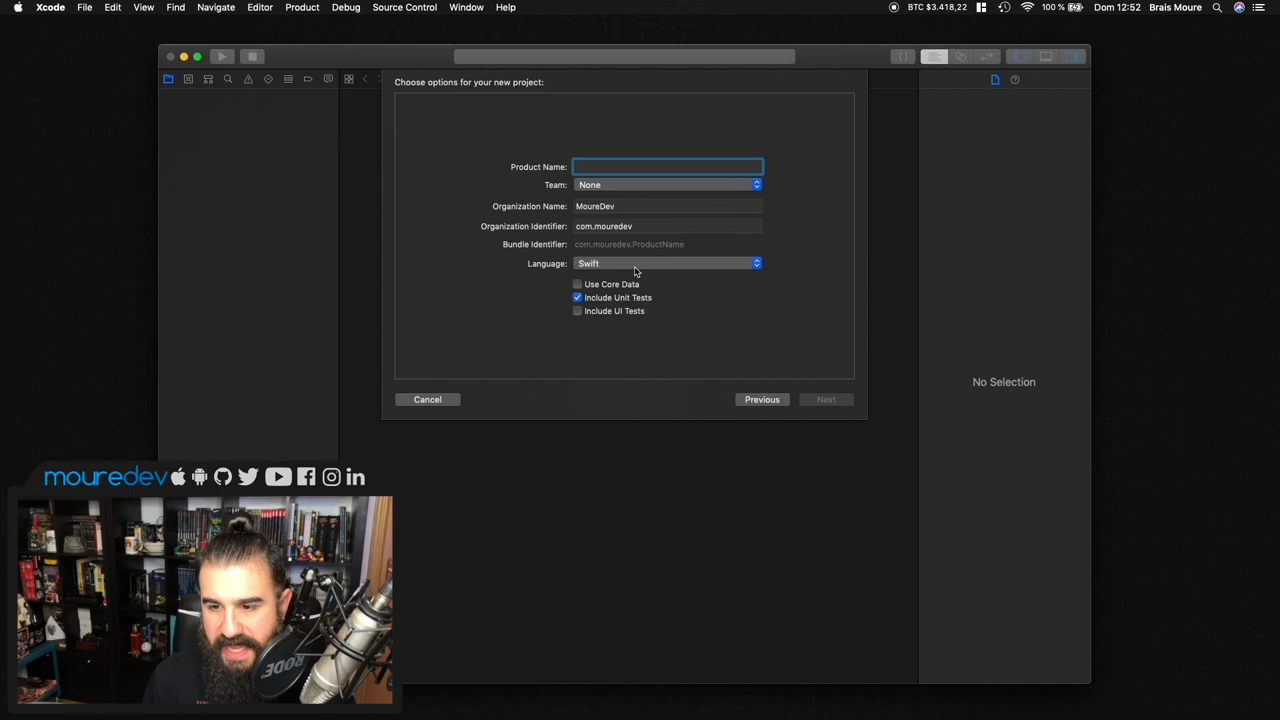 Xcode File Edit View Find Navigate Editor Product Debug Source Control Window Help BTC $3.418,22 100 % Dom 12:52 Brais Moure
Choose options for your new project:
Product Name:
Team: None
Organization Name: MoureDev
Organization Identifier: com.mouredev
Bundle Identifier: com.mouredev.ProductName
Language: Swift
Use Core Data
Include Unit Tests
Include UI Tests
No Selection
Cancel Previous Next
mouredev
RODE